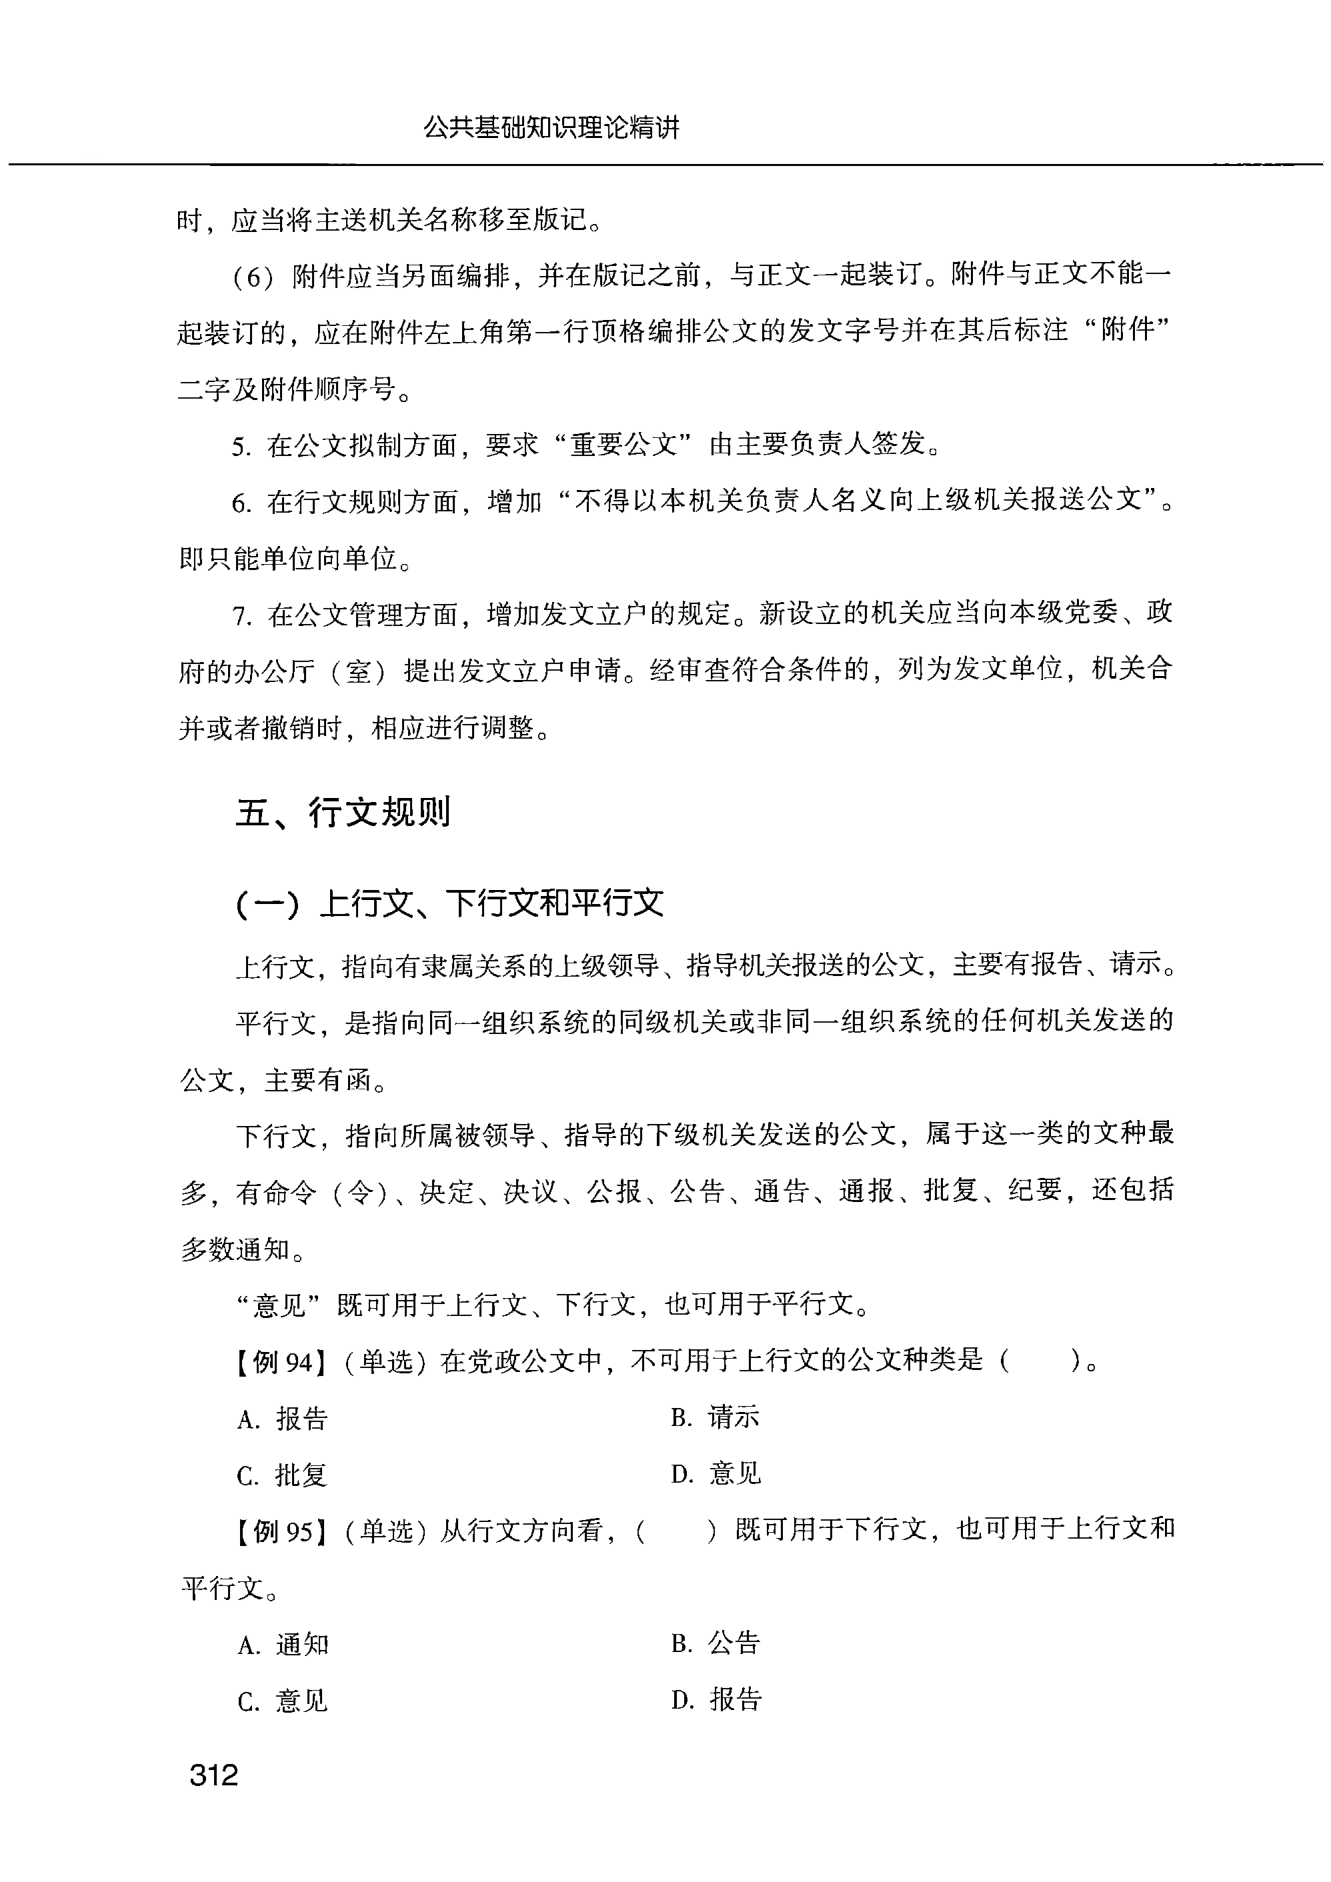 公共基础知识理论精讲
时，应当将主送机关名称移至版记。
（6）附件应当另面编排，并在版记之前，与正文一起装订。附件与正文不能一
起装订的，应在附件左上角第一行顶格编排公文的发文字号并在其后标注“附件”
二字及附件顺序号。
5. 在公文拟制方面，要求“重要公文”由主要负责人签发。
6. 在行文规则方面，增加“不得以本机关负责人名义向上级机关报送公文”。
即只能单位向单位。
7. 在公文管理方面，增加发文立户的规定。新设立的机关应当向本级党委、政
府的办公厅（室）提出发文立户申请。经审查符合条件的，列为发文单位，机关合
并或者撤销时，相应进行调整。
五、行文规则
（一）上行文、下行文和平行文
上行文，指向有隶属关系的上级领导、指导机关报送的公文，主要有报告、请示。
平行文，是指向同一组织系统的同级机关或非同一组织系统的任何机关发送的
公文，主要有函。
下行文，指向所属被领导、指导的下级机关发送的公文，属于这一类的文种最
多，有命令（令）、决定、决议、公报、公告、通告、通报、批复、纪要，还包括
多数通知。
“意见”既可用于上行文、下行文，也可用于平行文。
【例 94】（单选）在党政公文中，不可用于上行文的公文种类是（　　）。
A. 报告　　B. 请示
C. 批复　　D. 意见
【例 95】（单选）从行文方向看，（　　）既可用于下行文，也可用于上行文和
平行文。
A. 通知　　B. 公告
C. 意见　　D. 报告
312